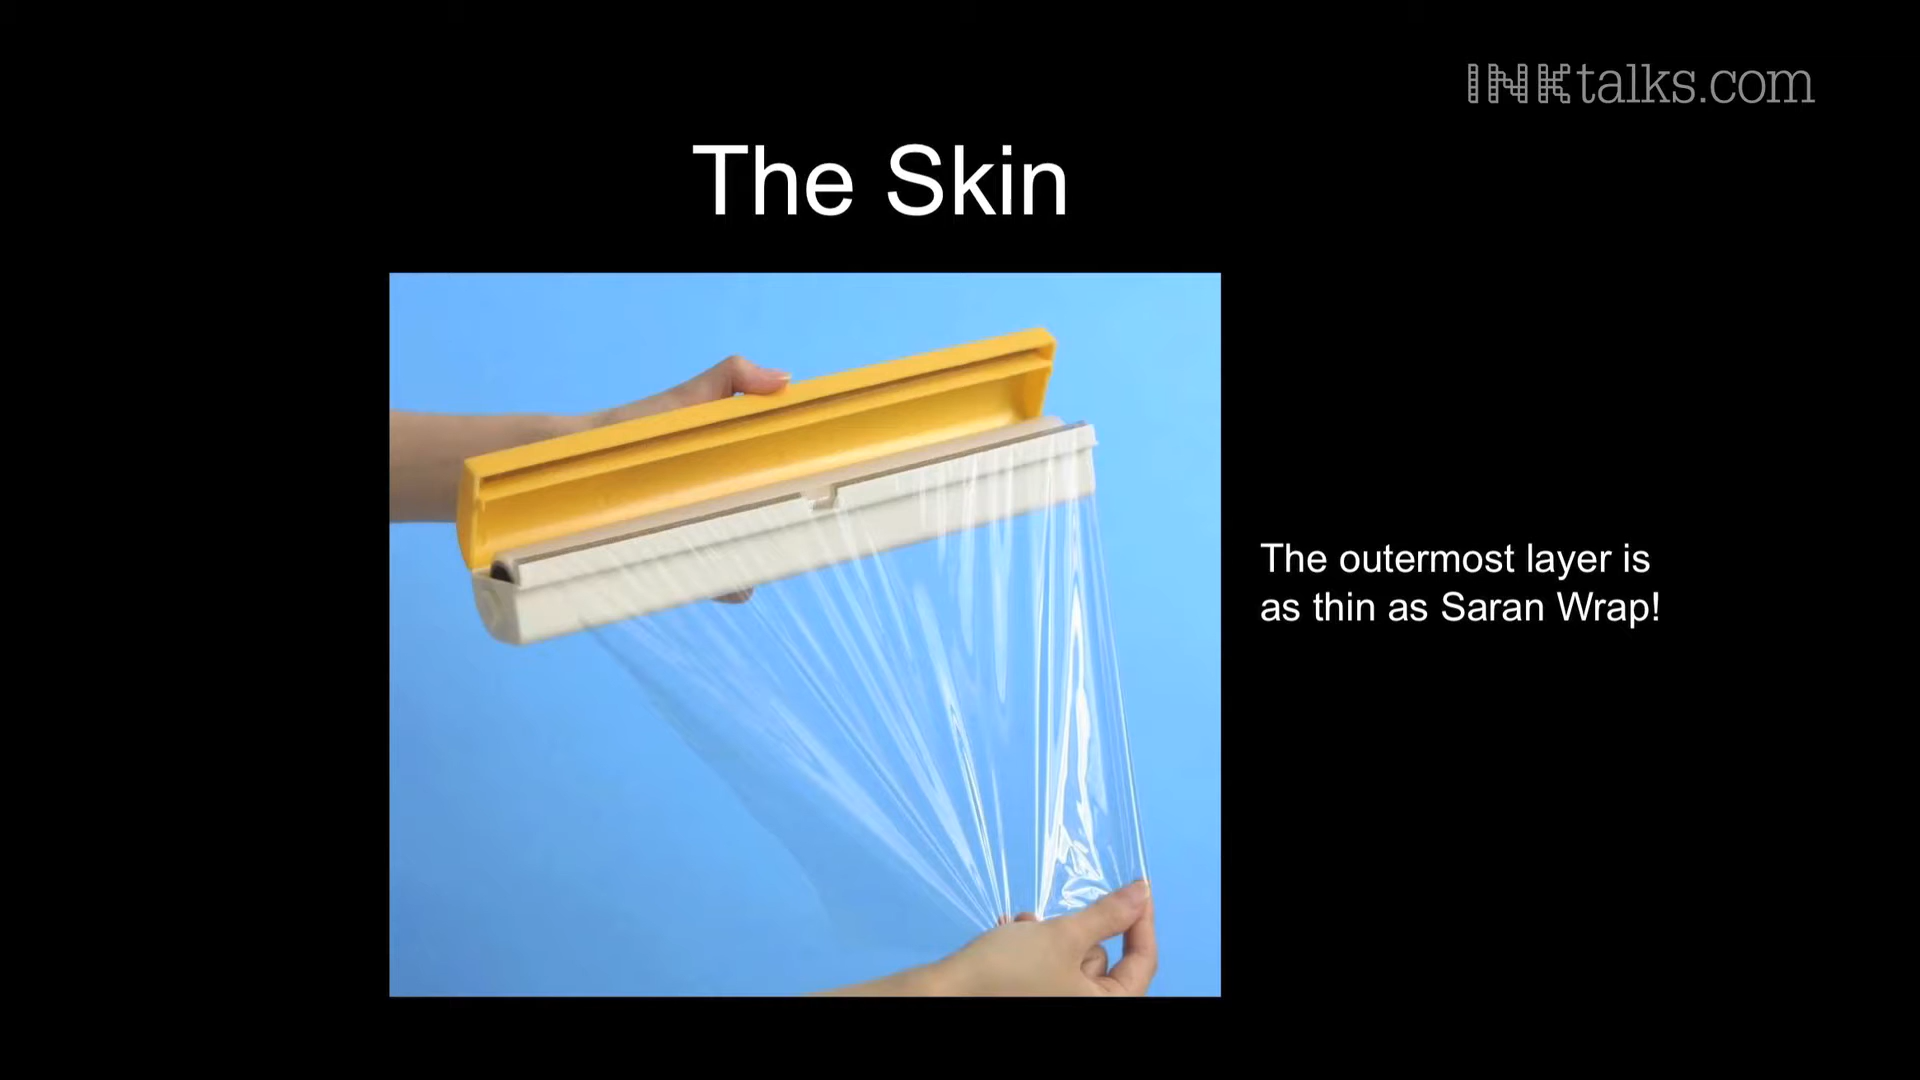 INKtalks.com
The Skin
The outermost layer is
as thin as Saran Wrap!